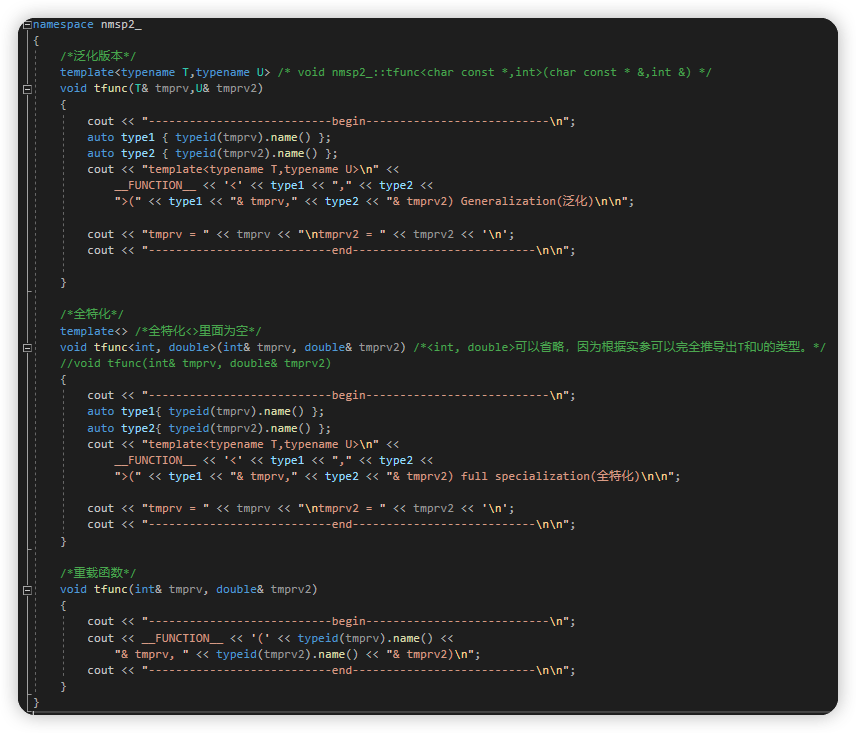 namespace nmsp2_
{
    /*泛化版本*/
    template<typename T,typename U> /* void nmsp2_::tfunc<char const *,int>(char const * &,int &) */
    void tfunc(T& tmprv,U& tmprv2)
    {
        cout << "---------------------------begin---------------------------\n";
        auto type1 { typeid(tmprv).name() };
        auto type2 { typeid(tmprv2).name() };
        cout << "template<typename T,typename U>\n" <<
            __FUNCTION__ << '<' << type1 << "," << type2 <<
            ">(" << type1 << "& tmprv," << type2 << "& tmprv2) Generalization(泛化)\n\n";

        cout << "tmprv = " << tmprv << "\ntmprv2 = " << tmprv2 << '\n';
        cout << "---------------------------end---------------------------\n\n";

    }

    /*全特化*/
    template<> /*全特化<>里面为空*/
    void tfunc<int, double>(int& tmprv, double& tmprv2) /*<int, double>可以省略，因为根据实参可以完全推导出T和U的类型。*/
    //void tfunc(int& tmprv, double& tmprv2)
    {
        cout << "---------------------------begin---------------------------\n";
        auto type1{ typeid(tmprv).name() };
        auto type2{ typeid(tmprv2).name() };
        cout << "template<typename T,typename U>\n" <<
            __FUNCTION__ << '<' << type1 << "," << type2 <<
            ">(" << type1 << "& tmprv," << type2 << "& tmprv2) full specialization(全特化)\n\n";

        cout << "tmprv = " << tmprv << "\ntmprv2 = " << tmprv2 << '\n';
        cout << "---------------------------end---------------------------\n\n";
    }

    /*重载函数*/
    void tfunc(int& tmprv, double& tmprv2)
    {
        cout << "---------------------------begin---------------------------\n";
        cout << __FUNCTION__ << '(' << typeid(tmprv).name() <<
            "& tmprv, " << typeid(tmprv2).name() << "& tmprv2)\n";
        cout << "---------------------------end---------------------------\n\n";
    }
}